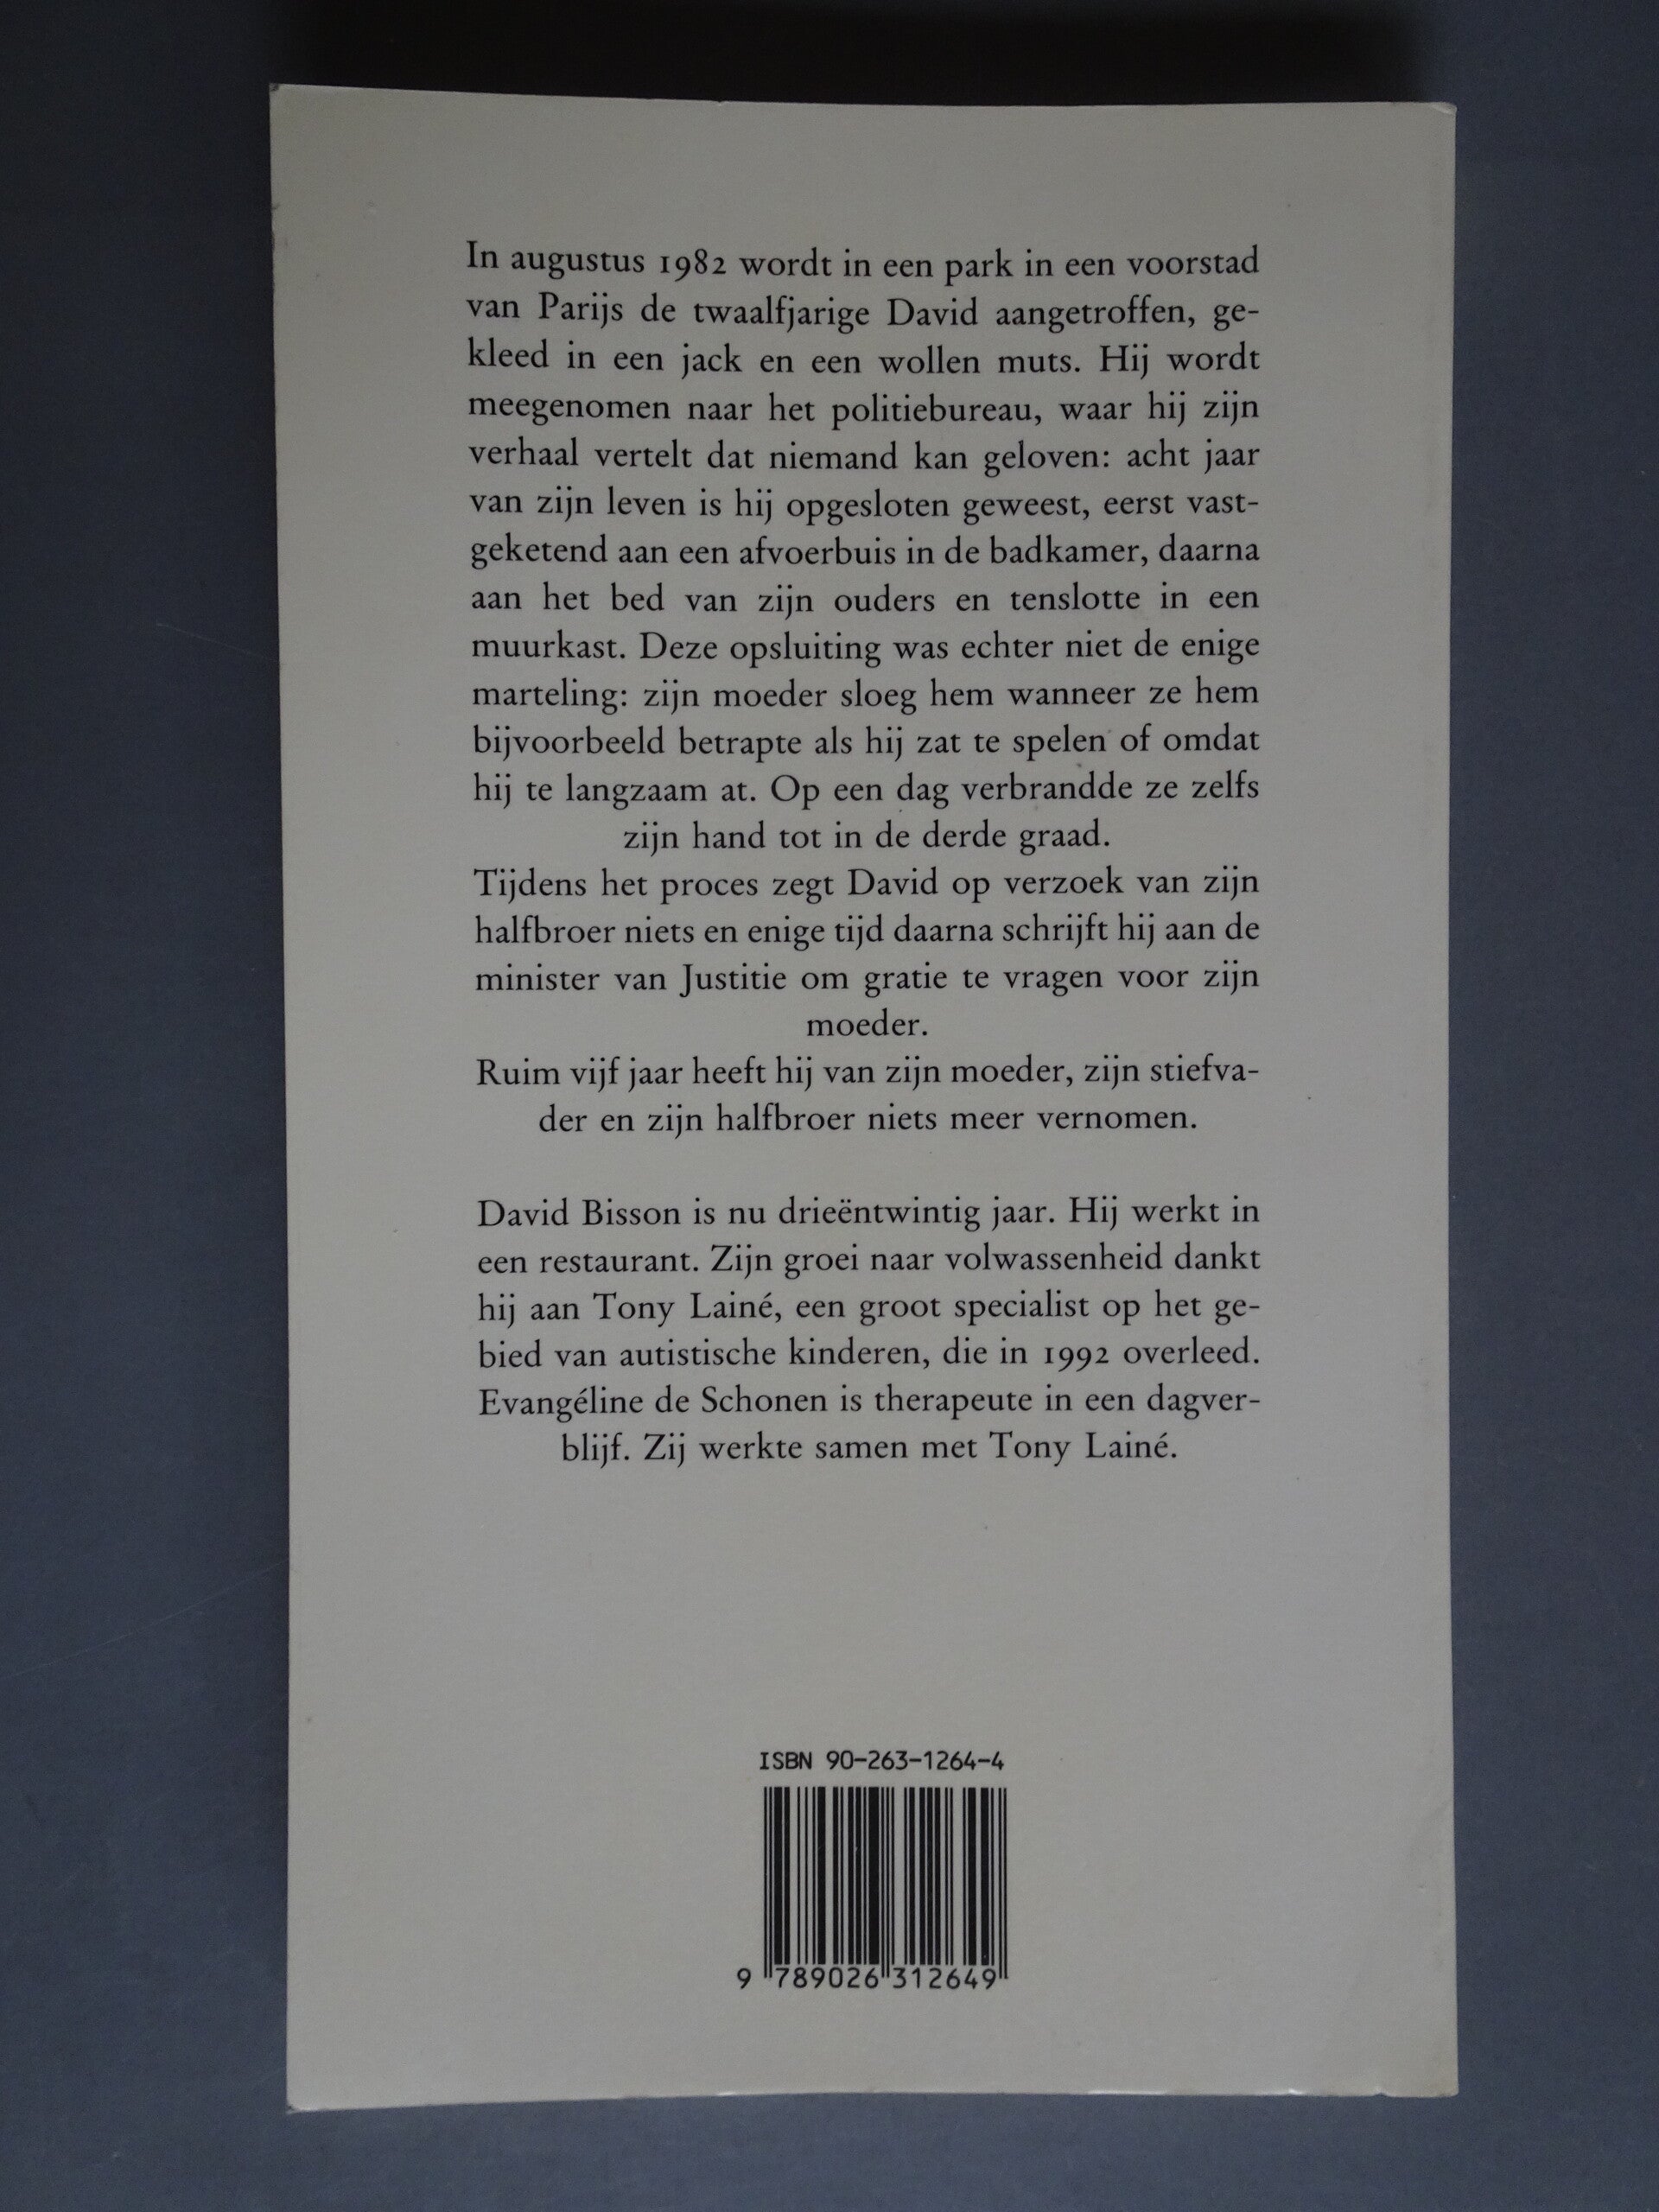 In augustus 1982 wordt in een park in een voorstad
van Parijs de twaalfjarige David aangetroffen, ge-
kleed in een jack en een wollen muts. Hij wordt
meegenomen naar het politiebureau, waar hij zijn
verhaal vertelt dat niemand kan geloven: acht jaar
van zijn leven is hij opgesloten geweest, eerst vast-
geketend aan een afvoerbuis in de badkamer, daarna
aan het bed van zijn ouders en tenslotte in een
muurkast. Deze opsluiting was echter niet de enige
marteling: zijn moeder sloeg hem wanneer ze hem
bijvoorbeeld betrapte als hij zat te spelen of omdat
hij te langzaam at. Op een dag verbrandde ze zelfs
zijn hand tot in de derde graad.
Tijdens het proces zegt David op verzoek van zijn
halfbroer niets en enige tijd daarna schrijft hij aan de
minister van Justitie om gratie te vragen voor zijn
moeder.
Ruim vijf jaar heeft hij van zijn moeder, zijn stiefva-
der en zijn halfbroer niets meer vernomen.
David Bisson is nu drieëntwintig jaar. Hij werkt in
een restaurant. Zijn groei naar volwassenheid dankt
hij aan Tony Lainé, een groot specialist op het ge-
bied van autistische kinderen, die in 1992 overleed.
Evangéline de Schonen is therapeute in een dagver-
blijf. Zij werkte samen met Tony Lainé.
ISBN 90-263-1264-4
9 789026 312649